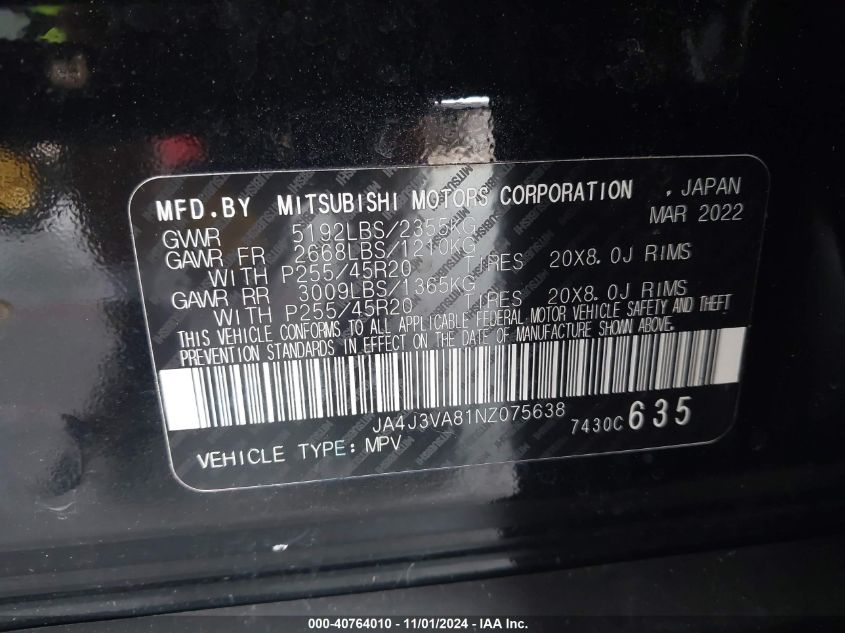 MFD.BY MITSUBISHI MOTORS CORPORATION , JAPAN
MAR 2022
GVWR 5192LBS/2355KG
GAWR FR 2668LBS/1210KG
WITH P255/45R20 T/RES 20X8.0J RIMS
GAWR RR 3009LBS/1365KG
WITH P255/45R20 T/RES 20X8.0J RIMS
THIS VEHICLE CONFORMS TO ALL APPLICABLE FEDERAL MOTOR VEHICLE SAFETY AND THEFT
PREVENTION STANDARDS IN EFFECT ON THE DATE OF MANUFACTURE SHOWN ABOVE.
JA4J3VA81NZ075638
7430C 635
VEHICLE TYPE: MPV
000-40764010 - 11/01/2024 - © IAA Inc.